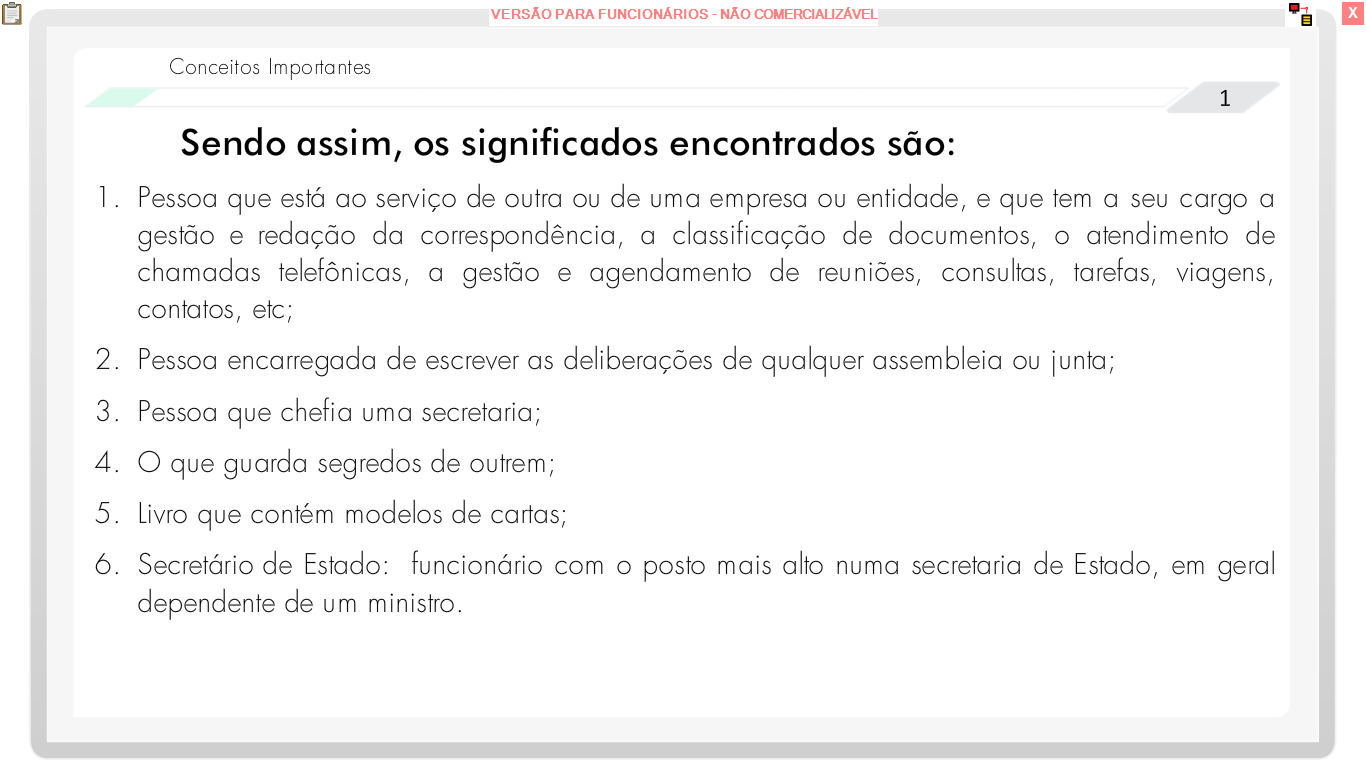 VERSÃO PARA FUNCIONÁRIOS - NÃO COMERCIALIZÁVEL
X
Conceitos Importantes
1
Sendo assim, os significados encontrados são:
1. Pessoa que está ao serviço de outra ou de uma empresa ou entidade, e que tem a seu cargo a
gestão e redação da correspondência, a classificação de documentos, o atendimento de
chamadas telefônicas, a gestão e agendamento de reuniões, consultas, tarefas, viagens,
contatos, etc;
2. Pessoa encarregada de escrever as deliberações de qualquer assembleia ou junta;
3. Pessoa que chefia uma secretaria;
4. O que guarda segredos de outrem;
5. Livro que contém modelos de cartas;
6. Secretário de Estado: funcionário com o posto mais alto numa secretaria de Estado, em geral
dependente de um ministro.